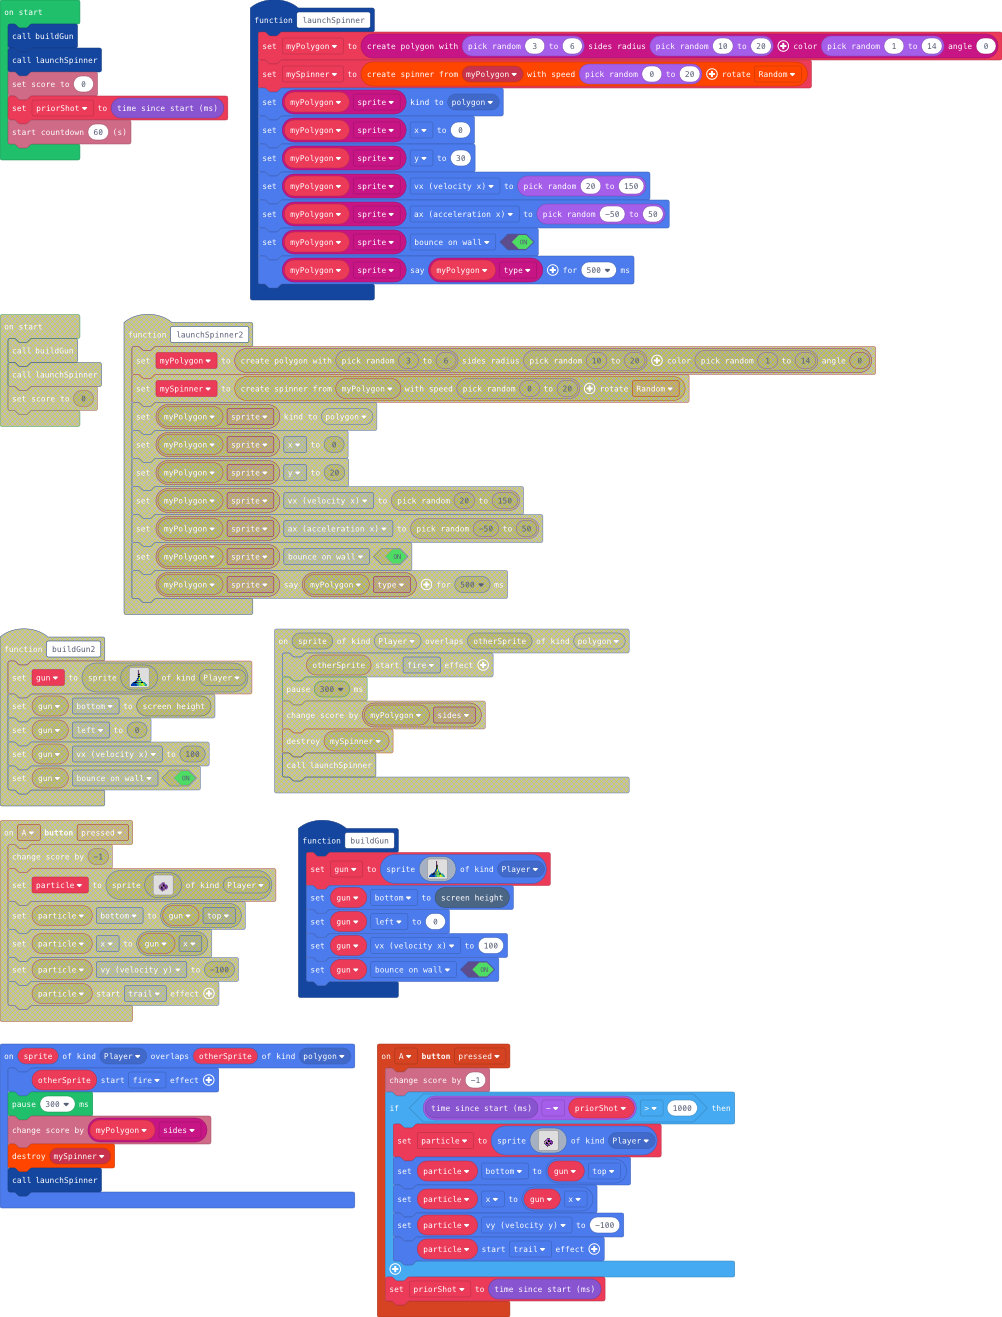 on start
call buildGun
call launchSpinner
set score to 0
set priorShot to time since start (ms)
start countdown 60 (s)
function launchSpinner
set myPolygon to create polygon with pick random 3 to 6 sides radius pick random 10 to 20 color pick random 1 to 14 angle 0
set mySpinner to create spinner from myPolygon with speed pick random 0 to 20 rotate Random
set myPolygon sprite kind to polygon
set myPolygon sprite x to 0
set myPolygon sprite y to 30
set myPolygon sprite vx (velocity x) to pick random 20 to 150
set myPolygon sprite ax (acceleration x) to pick random -50 to 50
set myPolygon sprite bounce on wall ON
myPolygon sprite say myPolygon type for 500 ms
on start
call buildGun
call launchSpinner
set score to 0
function launchSpinner2
set myPolygon to create polygon with pick random 3 to 6 sides radius pick random 10 to 20 color pick random 1 to 14 angle 0
set mySpinner to create spinner from myPolygon with speed pick random 0 to 20 rotate Random
set myPolygon sprite kind to polygon
set myPolygon sprite x to 0
set myPolygon sprite y to 20
set myPolygon sprite vx (velocity x) to pick random 20 to 150
set myPolygon sprite ax (acceleration x) to pick random -50 to 50
set myPolygon sprite bounce on wall ON
myPolygon sprite say myPolygon type for 500 ms
function buildGun2
set gun to sprite of kind Player
set gun bottom to screen height
set gun left to 0
set gun vx (velocity x) to 100
set gun bounce on wall ON
on sprite of kind Player overlaps otherSprite of kind polygon
otherSprite start fire effect
pause 300 ms
change score by myPolygon sides
destroy mySpinner
call launchSpinner
on A button pressed
change score by -1
set particle to sprite of kind Player
set particle bottom to gun top
set particle x to gun x
set particle vy (velocity y) to -100
particle start trail effect
function buildGun
set gun to sprite of kind Player
set gun bottom to screen height
set gun left to 0
set gun vx (velocity x) to 100
set gun bounce on wall ON
on sprite of kind Player overlaps otherSprite of kind polygon
otherSprite start fire effect
pause 300 ms
change score by myPolygon sides
destroy mySpinner
call launchSpinner
on A button pressed
change score by -1
if time since start (ms) - priorShot > 1000 then
set particle to sprite of kind Player
set particle bottom to gun top
set particle x to gun x
set particle vy (velocity y) to -100
particle start trail effect
set priorShot to time since start (ms)